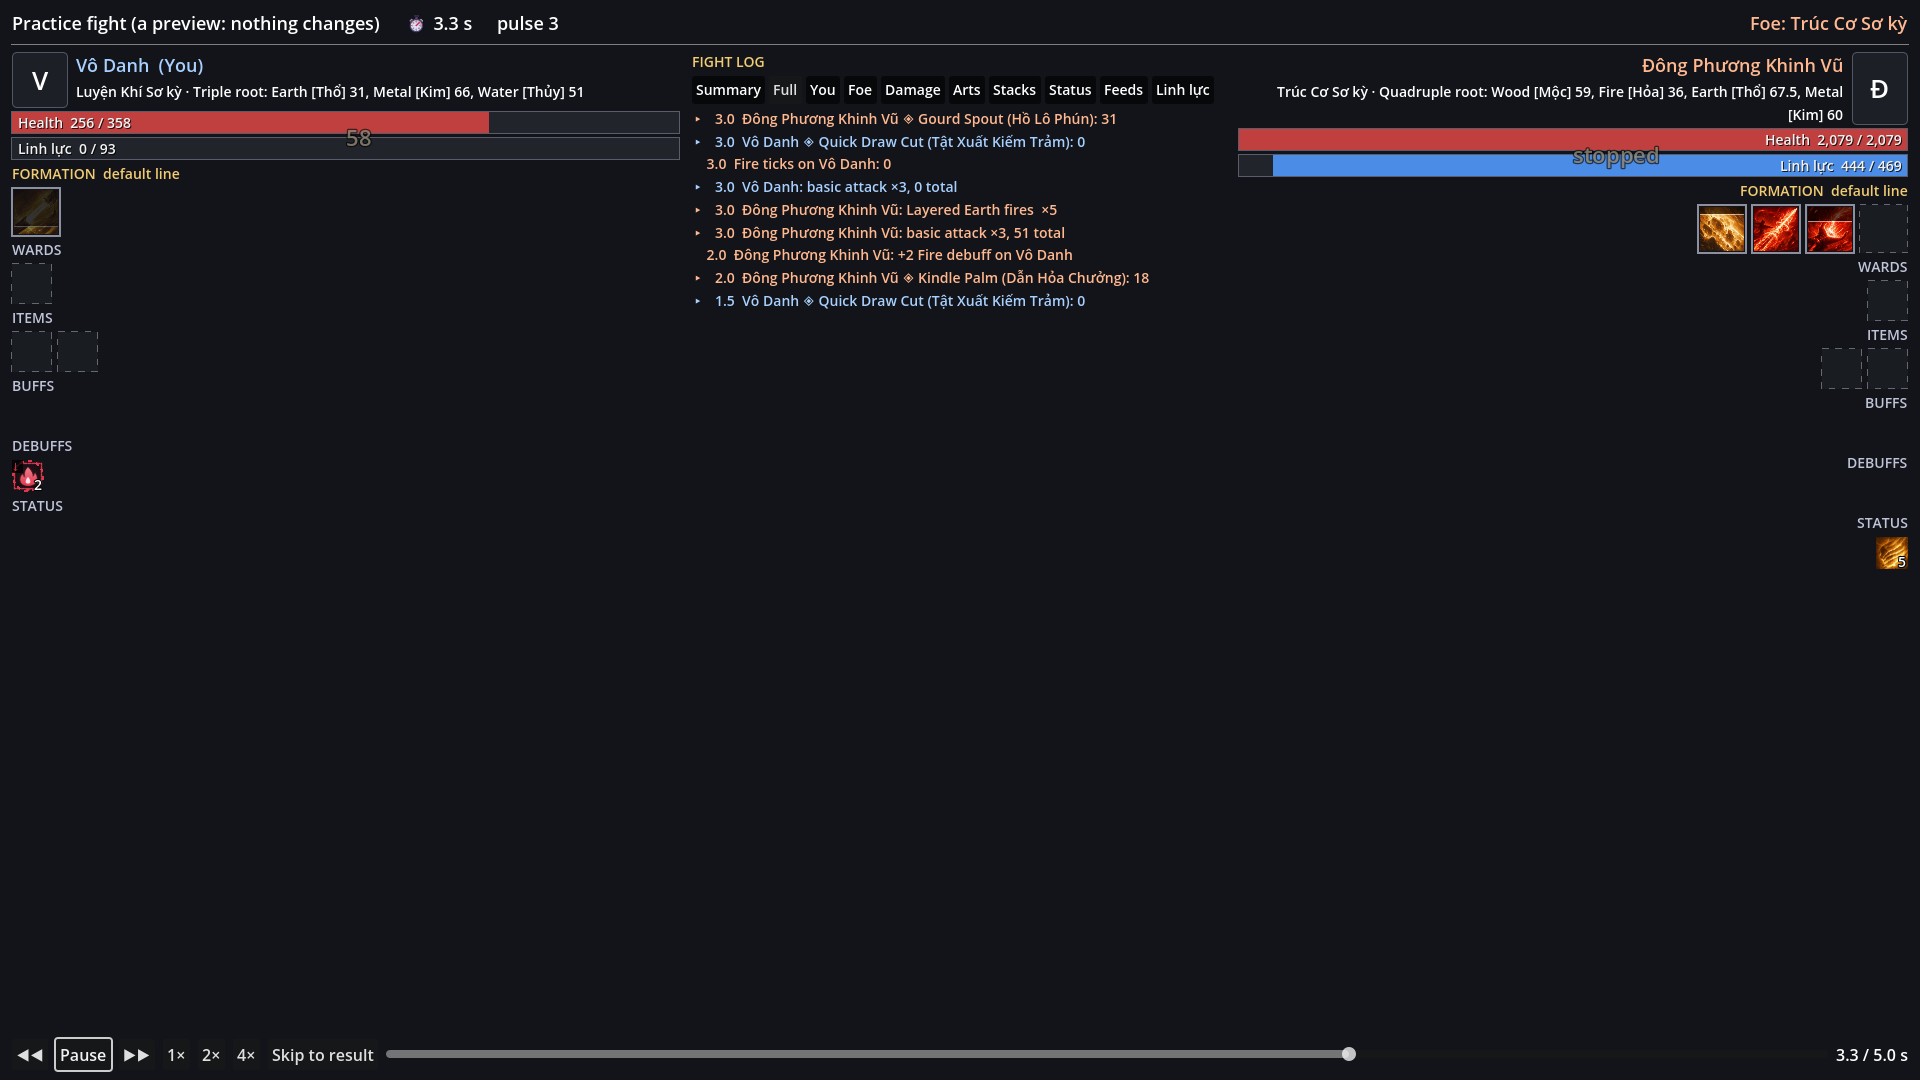 Practice fight (a preview: nothing changes) 3.3 s pulse 3
Foe: Trúc Cơ Sơ kỳ
V
Vô Danh (You)
Luyện Khí Sơ kỳ · Triple root: Earth [Thổ] 31, Metal [Kim] 66, Water [Thủy] 51
Health 256 / 358
58
Linh lực 0 / 93
FORMATION default line
WARDS
ITEMS
BUFFS
DEBUFFS
2
STATUS
FIGHT LOG
Summary Full You Foe Damage Arts Stacks Status Feeds Linh lực
▸ 3.0 Đông Phương Khinh Vũ ◈ Gourd Spout (Hồ Lô Phún): 31
▸ 3.0 Vô Danh ◈ Quick Draw Cut (Tật Xuất Kiếm Trảm): 0
3.0 Fire ticks on Vô Danh: 0
▸ 3.0 Vô Danh: basic attack ×3, 0 total
▸ 3.0 Đông Phương Khinh Vũ: Layered Earth fires ×5
▸ 3.0 Đông Phương Khinh Vũ: basic attack ×3, 51 total
2.0 Đông Phương Khinh Vũ: +2 Fire debuff on Vô Danh
▸ 2.0 Đông Phương Khinh Vũ ◈ Kindle Palm (Dẫn Hỏa Chưởng): 18
▸ 1.5 Vô Danh ◈ Quick Draw Cut (Tật Xuất Kiếm Trảm): 0
Đông Phương Khinh Vũ
Đ
Trúc Cơ Sơ kỳ · Quadruple root: Wood [Mộc] 59, Fire [Hỏa] 36, Earth [Thổ] 67.5, Metal
[Kim] 60
Health 2,079 / 2,079
stopped
Linh lực 444 / 469
FORMATION default line
WARDS
ITEMS
BUFFS
DEBUFFS
STATUS
5
◀◀ Pause ▶▶ 1× 2× 4× Skip to result
3.3 / 5.0 s